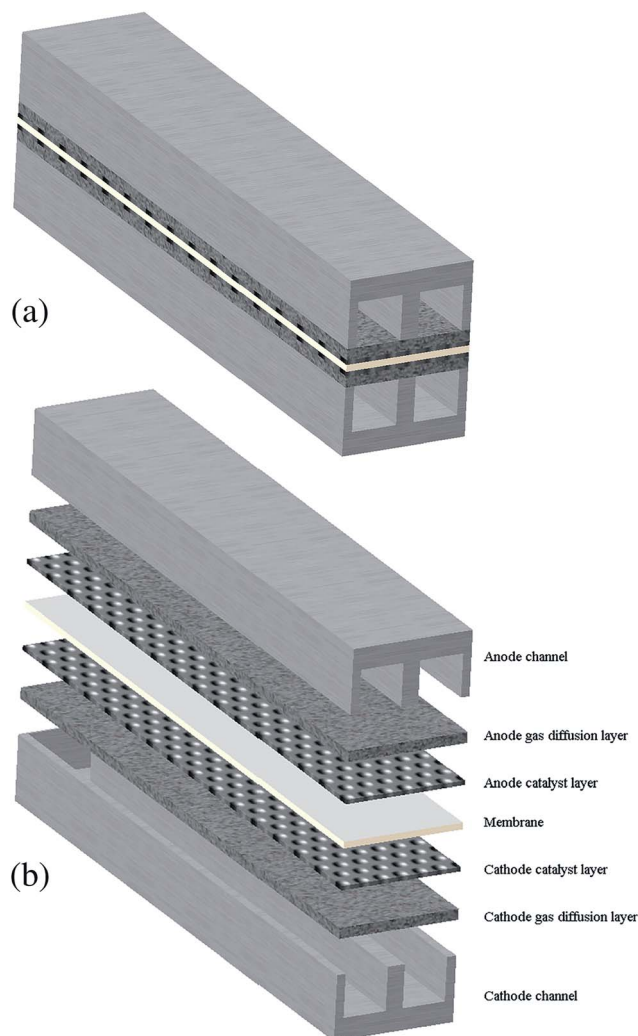 (a)
Anode channel
Anode gas diffusion layer
Anode catalyst layer
Membrane
Cathode catalyst layer
(b)
Cathode gas diffusion layer
Cathode channel